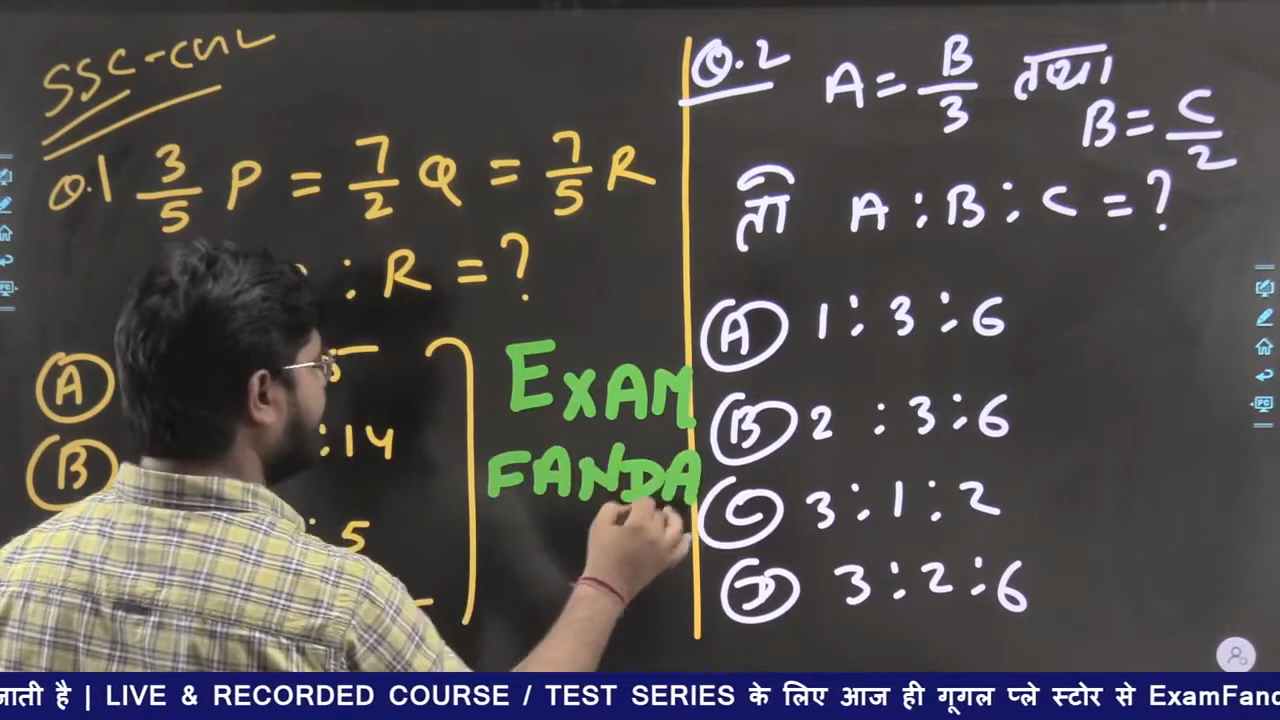 SSC-CGL
Q.1 3/5 P = 7/2 Q = 7/5 R
: R = ?
A 5
B : 14
: 5
EXAM
FANDA
Q.2 A = B/3 तथा
B = C/2
तो A : B : C = ?
A 1 : 3 : 6
B 2 : 3 : 6
C 3 : 1 : 2
D 3 : 2 : 6
जाती है | LIVE & RECORDED COURSE / TEST SERIES के लिए आज ही गूगल प्ले स्टोर से ExamFand